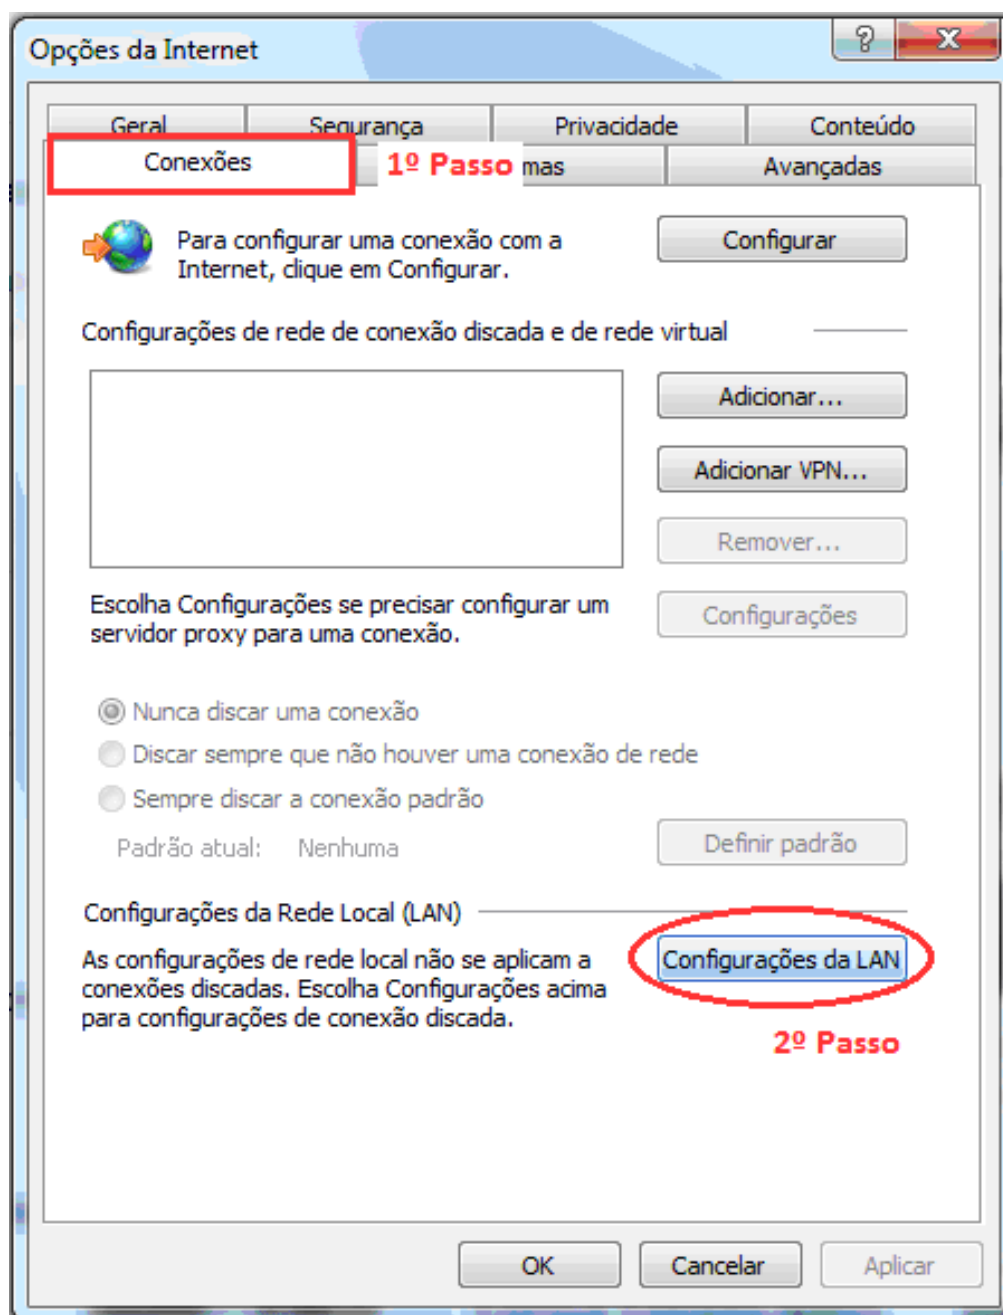 Opções da Internet
Geral Segurança Privacidade Conteúdo
Conexões 1º Passo mas Avançadas
Para configurar uma conexão com a
Internet, clique em Configurar.
Configurar
Configurações de rede de conexão discada e de rede virtual
Adicionar...
Adicionar VPN...
Remover...
Escolha Configurações se precisar configurar um
servidor proxy para uma conexão.
Configurações
Nunca discar uma conexão
Discar sempre que não houver uma conexão de rede
Sempre discar a conexão padrão
Padrão atual: Nenhuma
Definir padrão
Configurações da Rede Local (LAN)
As configurações de rede local não se aplicam a
conexões discadas. Escolha Configurações acima
para configurações de conexão discada.
Configurações da LAN
2º Passo
OK Cancelar Aplicar